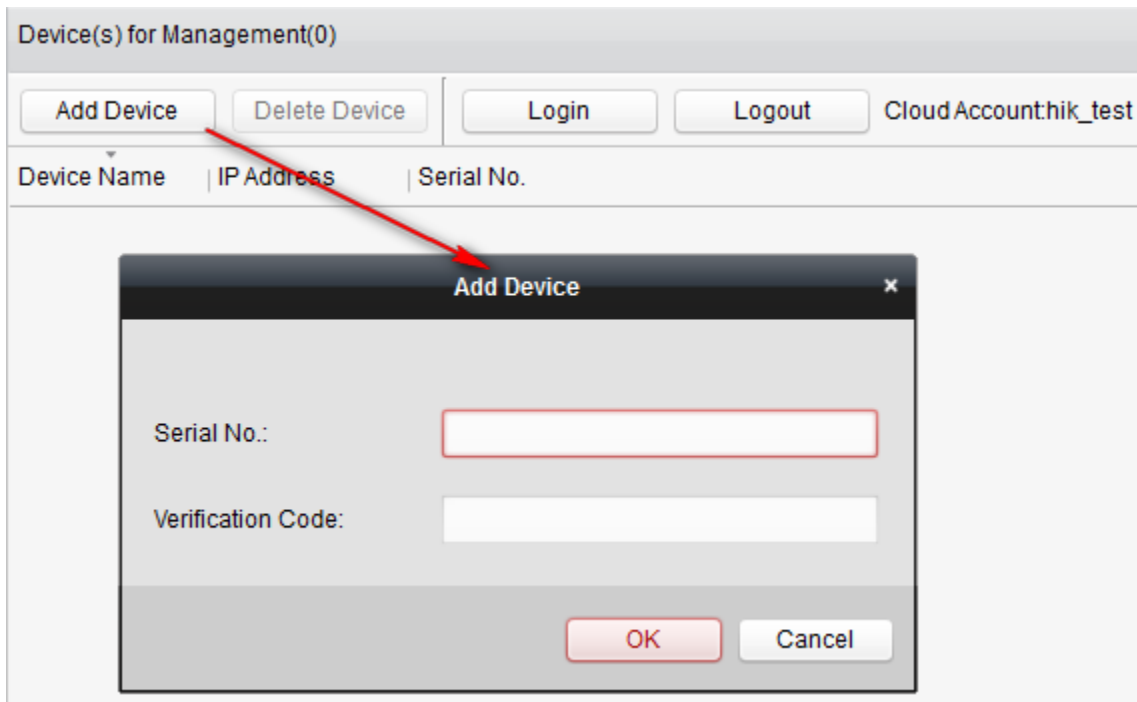 Device(s) for Management(0)
Add Device Delete Device Login Logout Cloud Account:hik_test
Device Name IP Address Serial No.
Add Device ×
Serial No.:
Verification Code:
OK Cancel